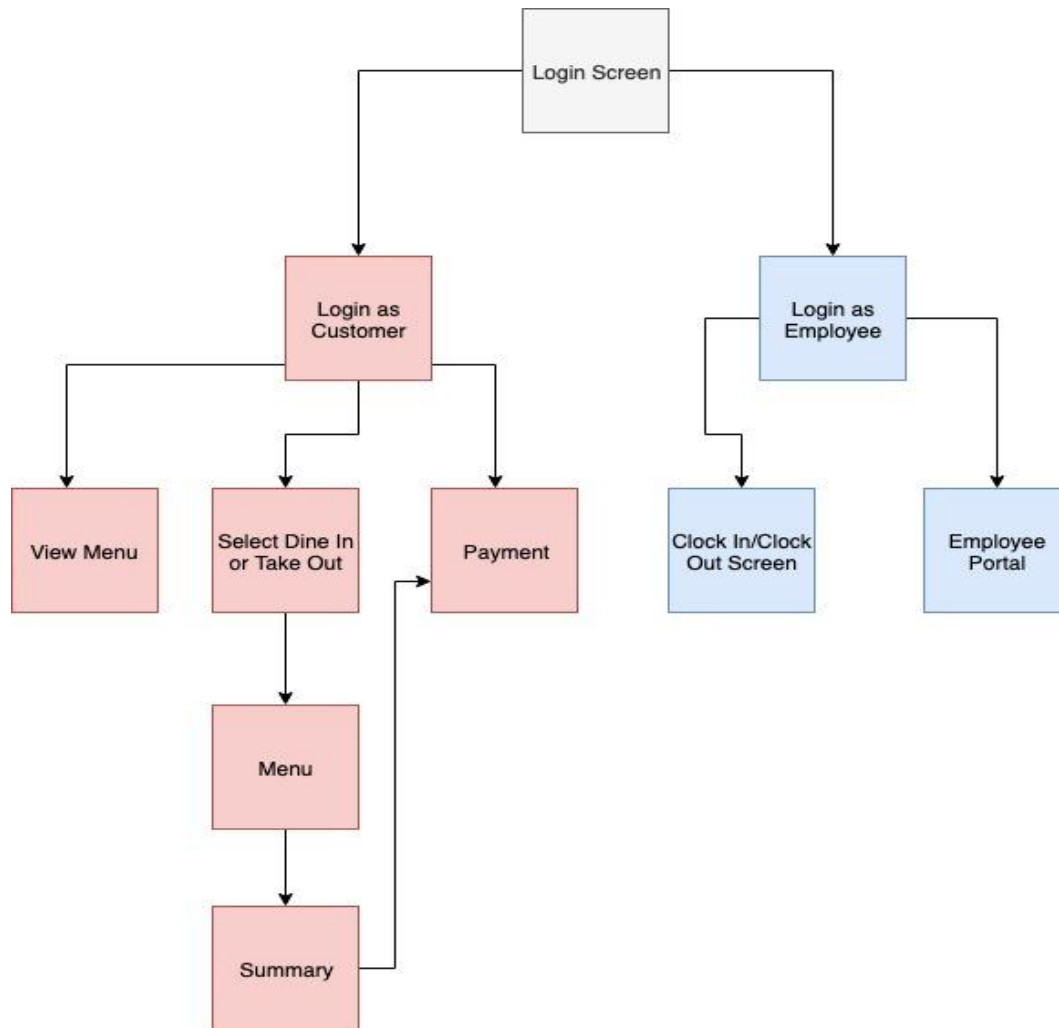 Login Screen
Login as
Customer
Login as
Employee
View Menu
Select Dine In
or Take Out
Payment
Clock In/Clock
Out Screen
Employee
Portal
Menu
Summary